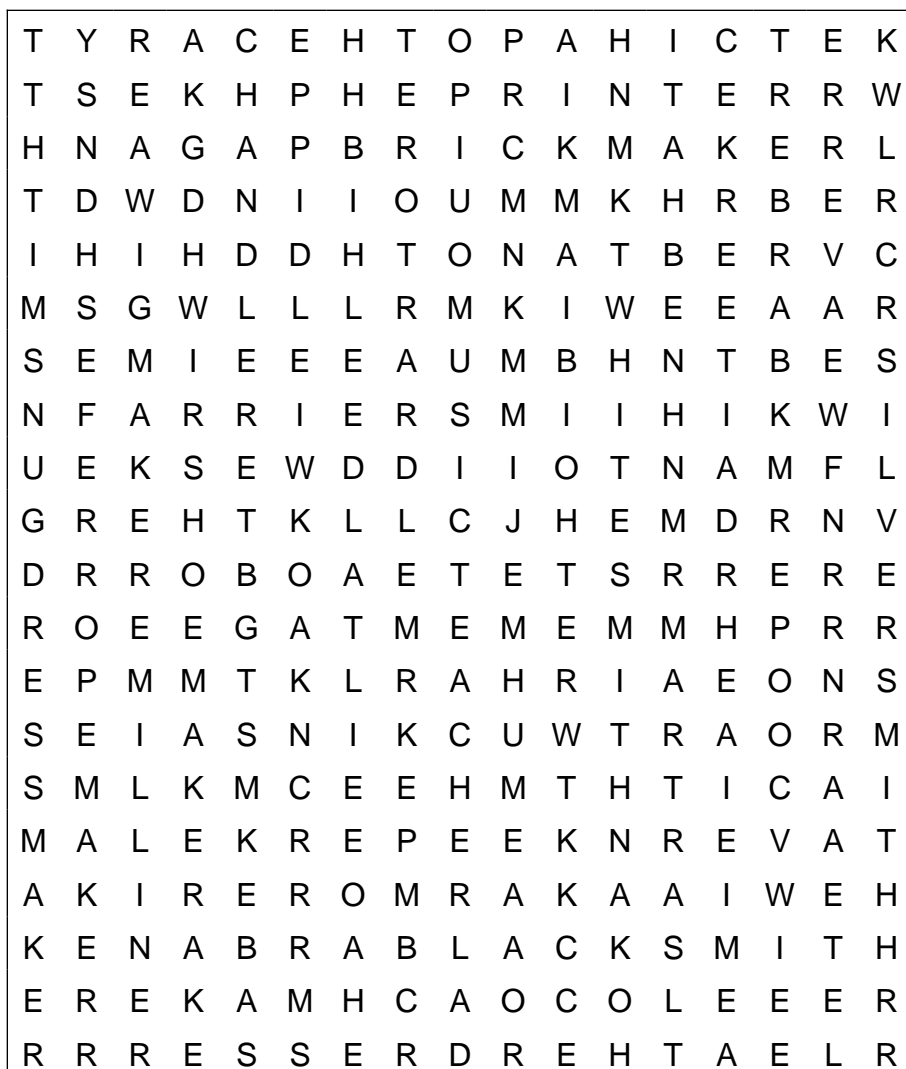 T Y R A C E H T O P A H I C T E K
T S E K H P H E P R I N T E R R W
H N A G A P B R I C K M A K E R L
T D W D N I I O U M M K H R B E R
I H I H D D H T O N A T B E R V C
M S G W L L L R M K I W E E A A R
S E M I E E E A U M B H N T B E S
N F A R R I E R S M I I H I K W I
U E K S E W D D I I O T N A M F L
G R E H T K L L C J H E M D R N V
D R R O B O A E T E T S R R E R E
R O E E G A T M E M E M M H P R R
E P M M T K L R A H R I A E O N S
S E I A S N I K C U W T R A O R M
S M L K M C E E H M T H T I C A I
M A L E K R E P E E K N R E V A T
A K I R E R O M R A K A A I W E H
K E N A B R A B L A C K S M I T H
E R E K A M H C A O C O L E E E R
R R R E S S E R D R E H T A E L R